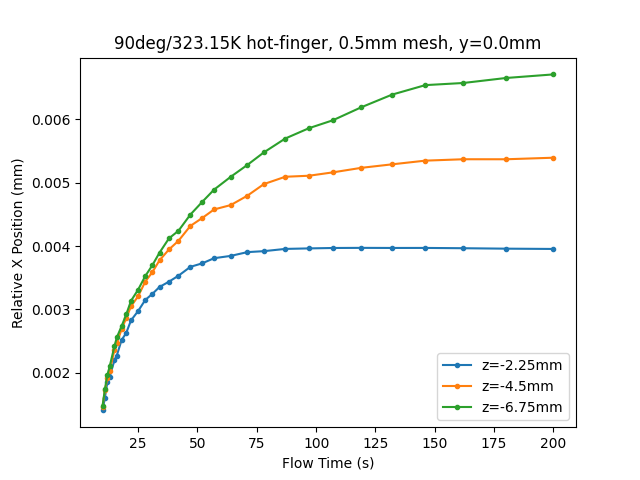 90deg/323.15K hot-finger, 0.5mm mesh, y=0.0mm
0.006
0.005
0.004
0.003
0.002
Relative X Position (mm)
z=-2.25mm
z=-4.5mm
z=-6.75mm
25 50 75 100 125 150 175 200
Flow Time (s)